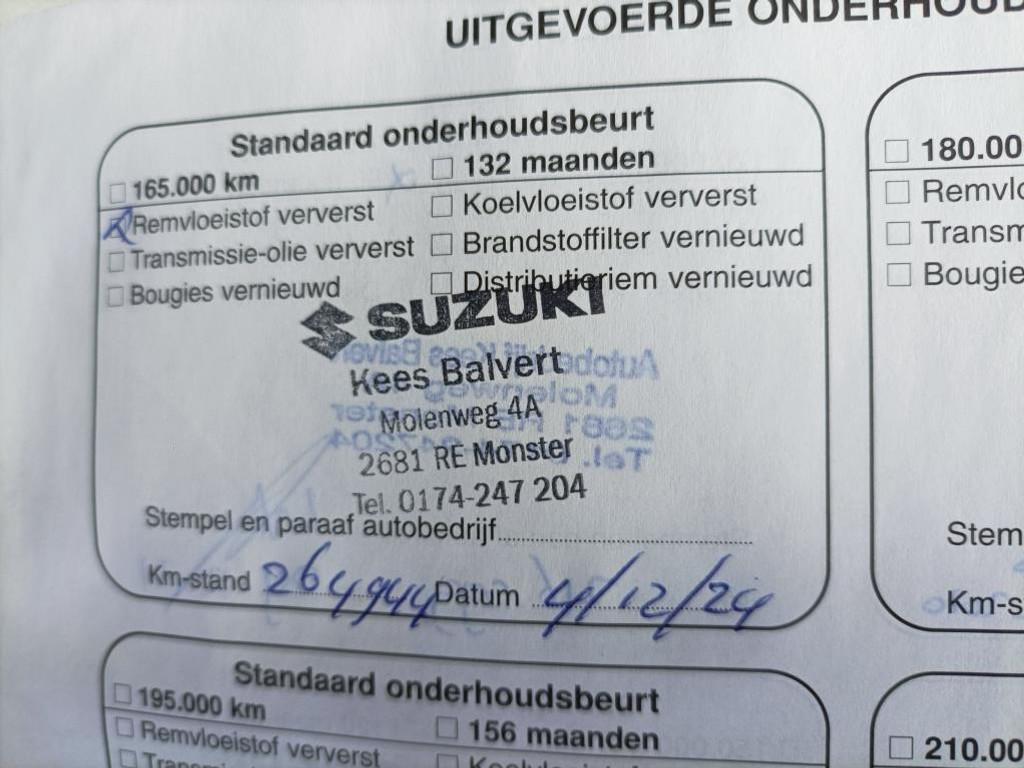 UITGEVOERDE ONDERHOUD
Standaard onderhoudsbeurt
165.000 km 132 maanden
Remvloeistof ververst Koelvloeistof ververst
Transmissie-olie ververst Brandstoffilter vernieuwd
Bougies vernieuwd Distributieriem vernieuwd
SUZUKI
Kees Balvert
Molenweg 4A
2681 RE Monster
Tel. 0174-247 204
Stempel en paraaf autobedrijf
Km-stand 264944 Datum 4/12/24
180.00
Remvlo
Transm
Bougie
Stem
Km-s
Standaard onderhoudsbeurt
195.000 km 156 maanden
Remvloeistof ververst
210.00